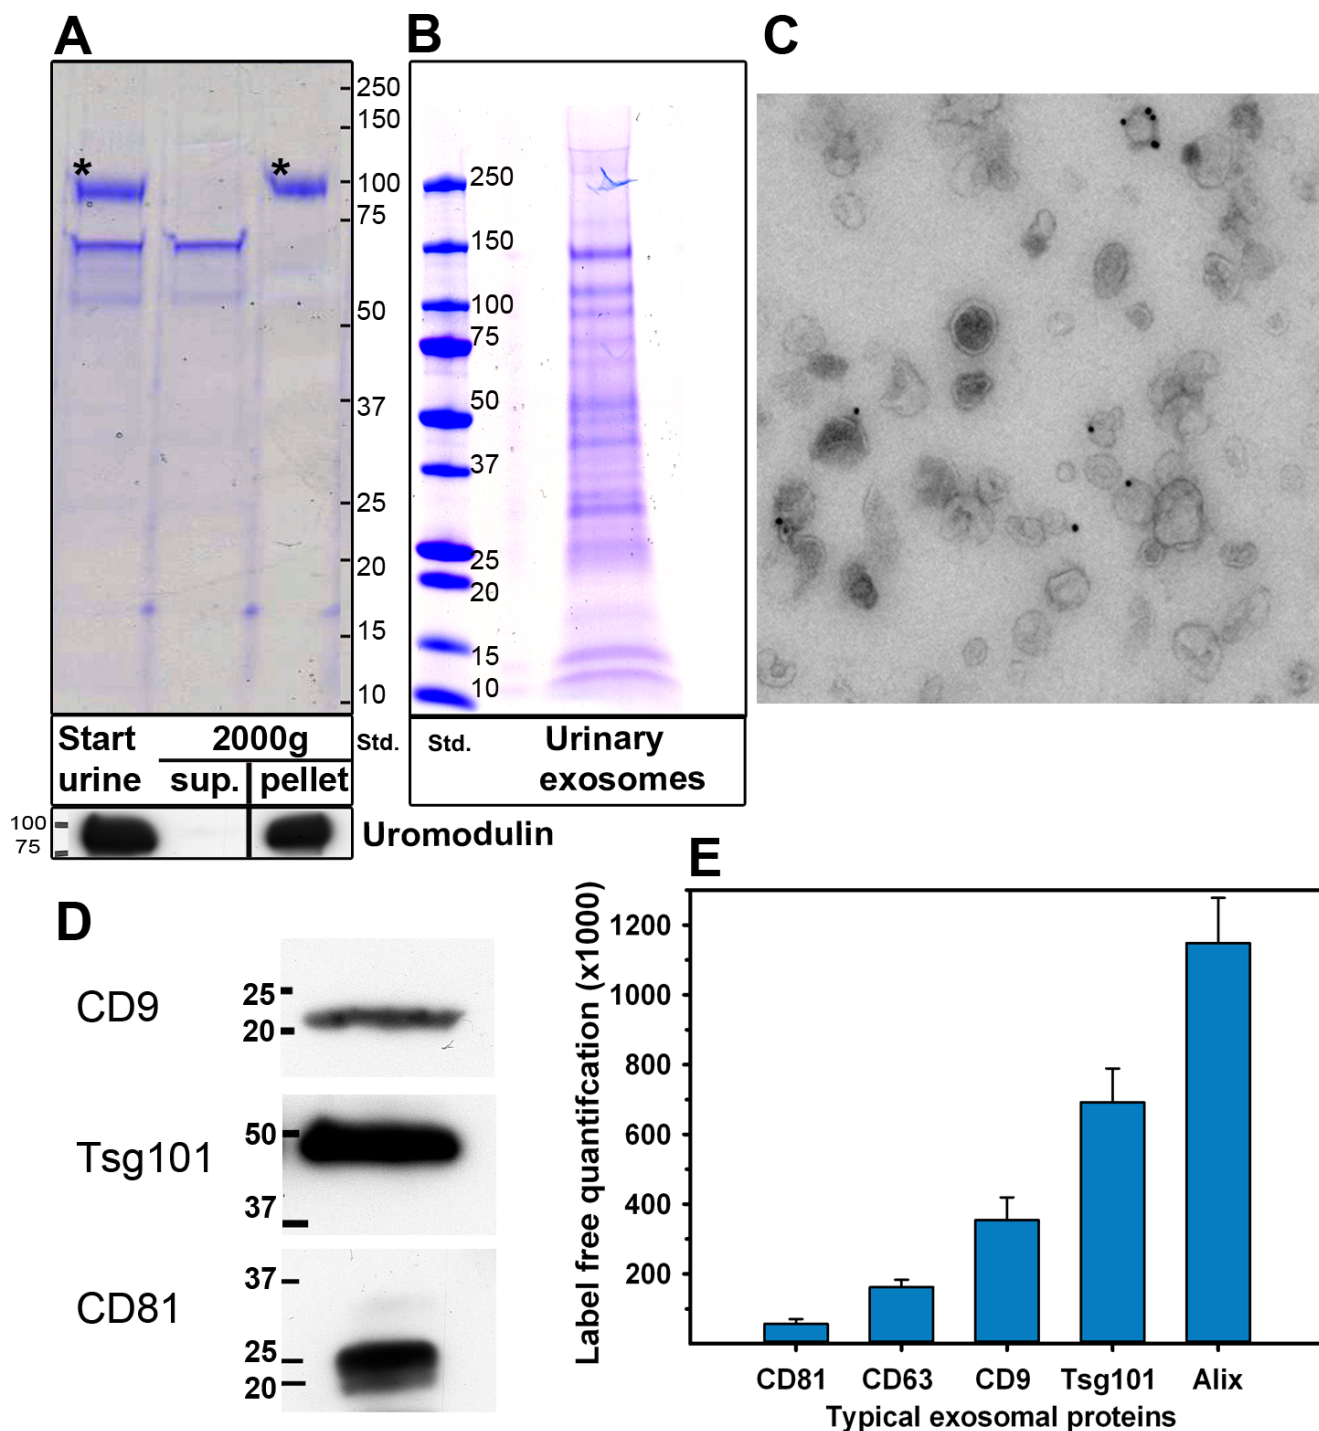 A
B
C
*
*
250
150
100
75
50
37
25
20
15
10
250
150
100
75
50
37
25
20
15
10
Start urine
2000g
sup.
pellet
Std.
Std.
Urinary
exosomes
100
75
Uromodulin
D
CD9
25
20
Tsg101
50
37
CD81
37
25
20
E
Label free quantifcation (x1000)
1200
1000
800
600
400
200
CD81 CD63 CD9 Tsg101 Alix
Typical exosomal proteins